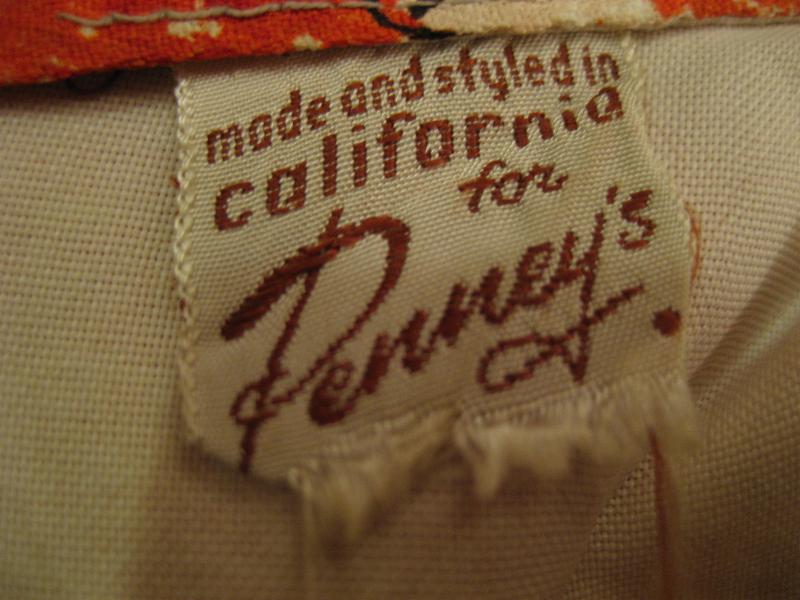 made and styled in
california
for
Penney's